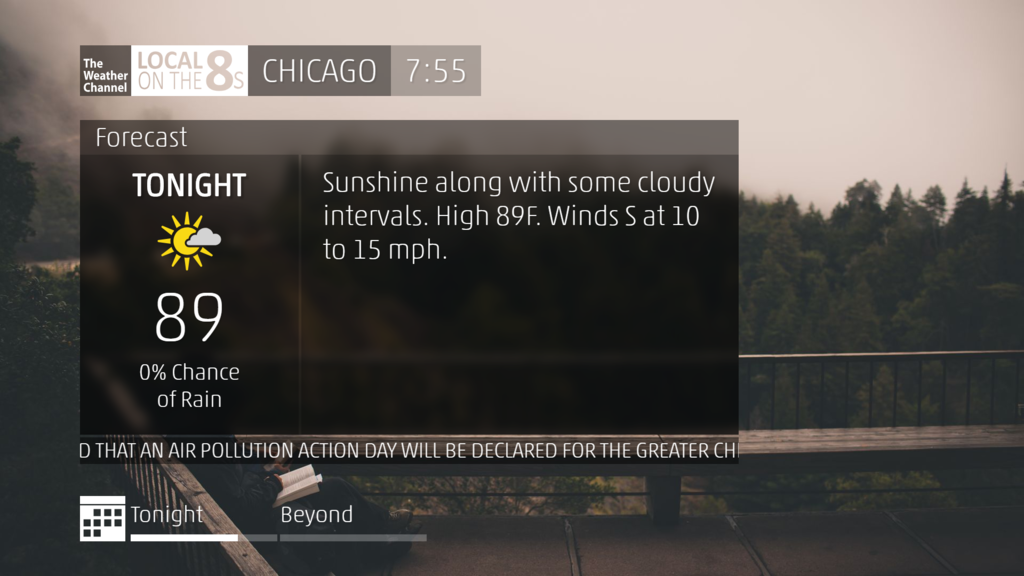 The
Weather
Channel
LOCAL
ON THE 8s
CHICAGO
7:55
Forecast
TONIGHT
89
0% Chance
of Rain
Sunshine along with some cloudy
intervals. High 89F. Winds S at 10
to 15 mph.
D THAT AN AIR POLLUTION ACTION DAY WILL BE DECLARED FOR THE GREATER CH
Tonight
Beyond